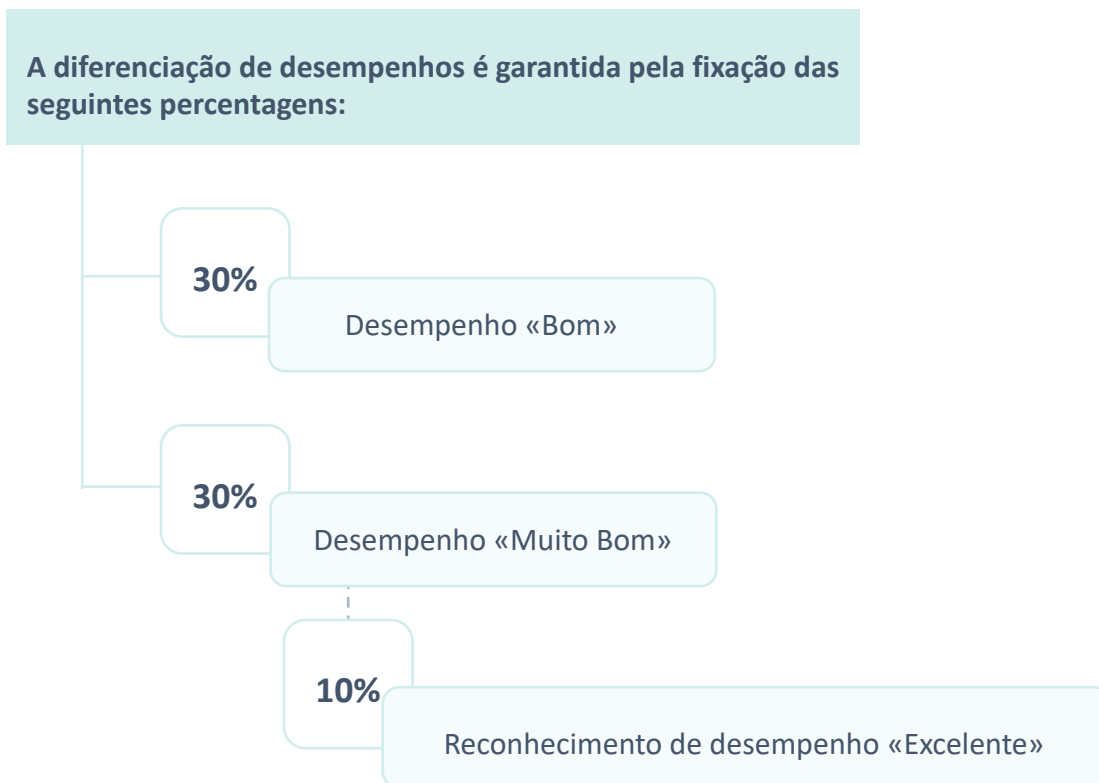 A diferenciação de desempenhos é garantida pela fixação das
seguintes percentagens:
30%
Desempenho «Bom»
30%
Desempenho «Muito Bom»
10%
Reconhecimento de desempenho «Excelente»